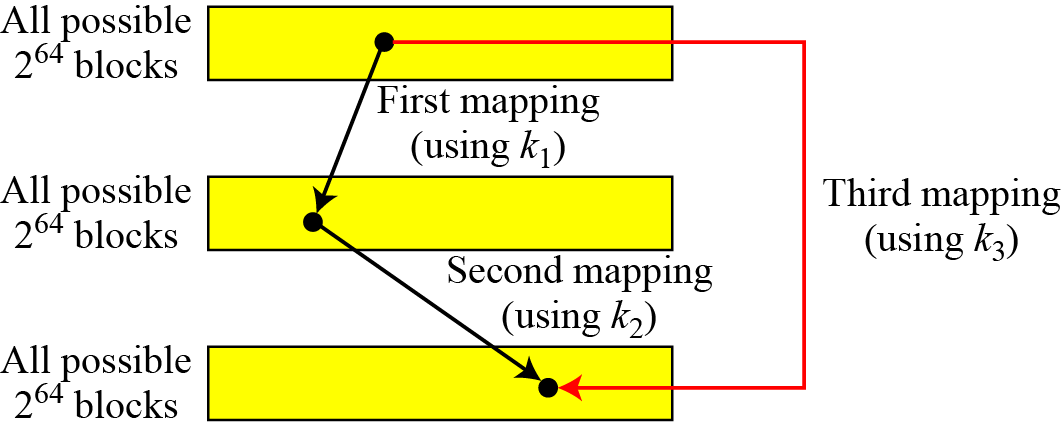 All possible
2^64 blocks
First mapping
(using k1)
All possible
2^64 blocks
Third mapping
(using k3)
Second mapping
(using k2)
All possible
2^64 blocks